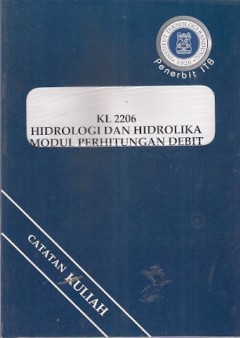 Penerbit ITB
KL 2206
HIDROLOGI DAN HIDROLIKA
MODUL PERHITUNGAN DEBIT
CATATAN KULIAH